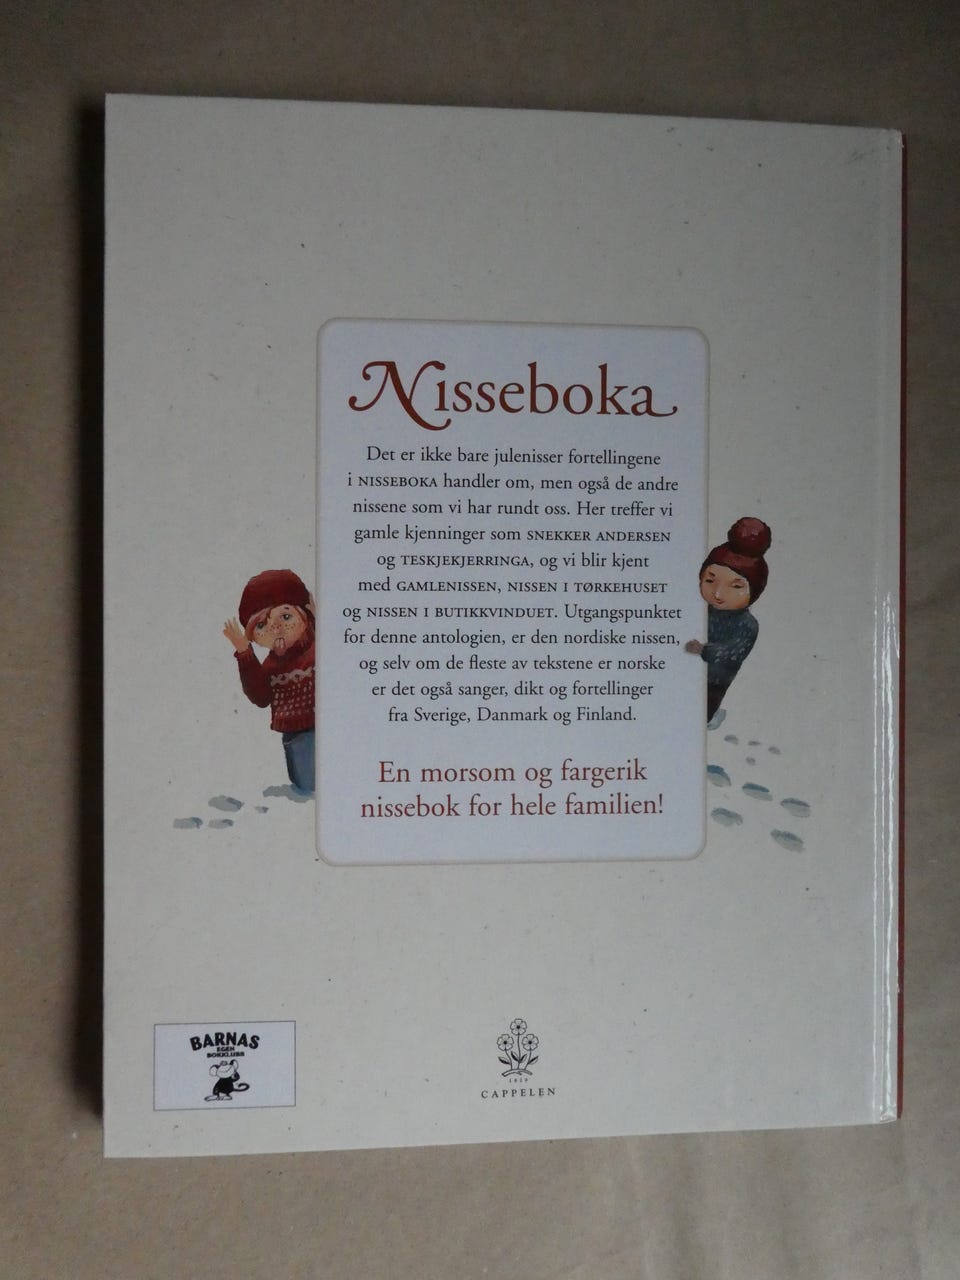 Nisseboka
Det er ikke bare julenisser fortellingene
i NISSEBOKA handler om, men også de andre
nissene som vi har rundt oss. Her treffer vi
gamle kjenninger som SNEKKER ANDERSEN
og TESKJEKJERRINGA, og vi blir kjent
med GAMLENISSEN, NISSEN I TØRKEHUSET
og NISSEN I BUTIKKVINDUET. Utgangspunktet
for denne antologien, er den nordiske nissen,
og selv om de fleste av tekstene er norske
er det også sanger, dikt og fortellinger
fra Sverige, Danmark og Finland.
En morsom og fargerik
nissebok for hele familien!
BARNAS
EGEN
BOKKLUBB
1829
CAPPELEN